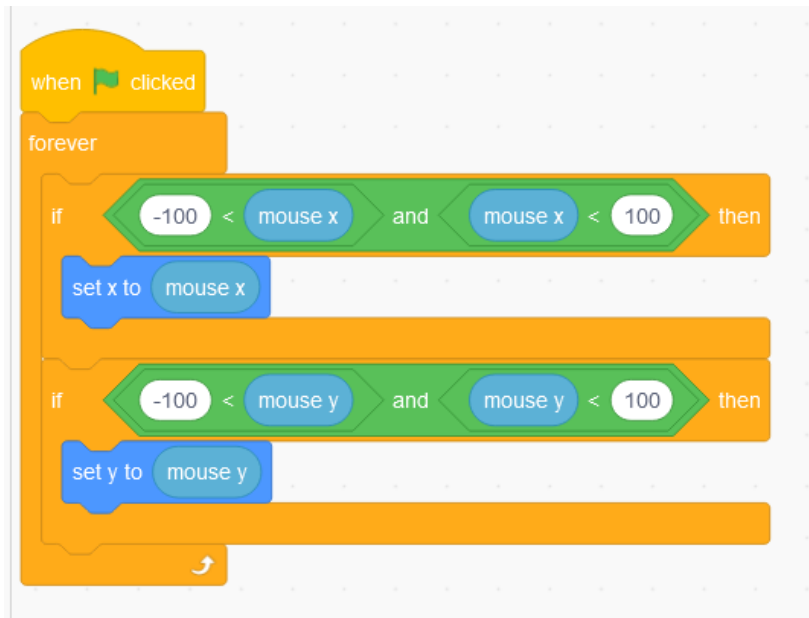 when clicked
forever
if -100 < mouse x and mouse x < 100 then
set x to mouse x
if -100 < mouse y and mouse y < 100 then
set y to mouse y